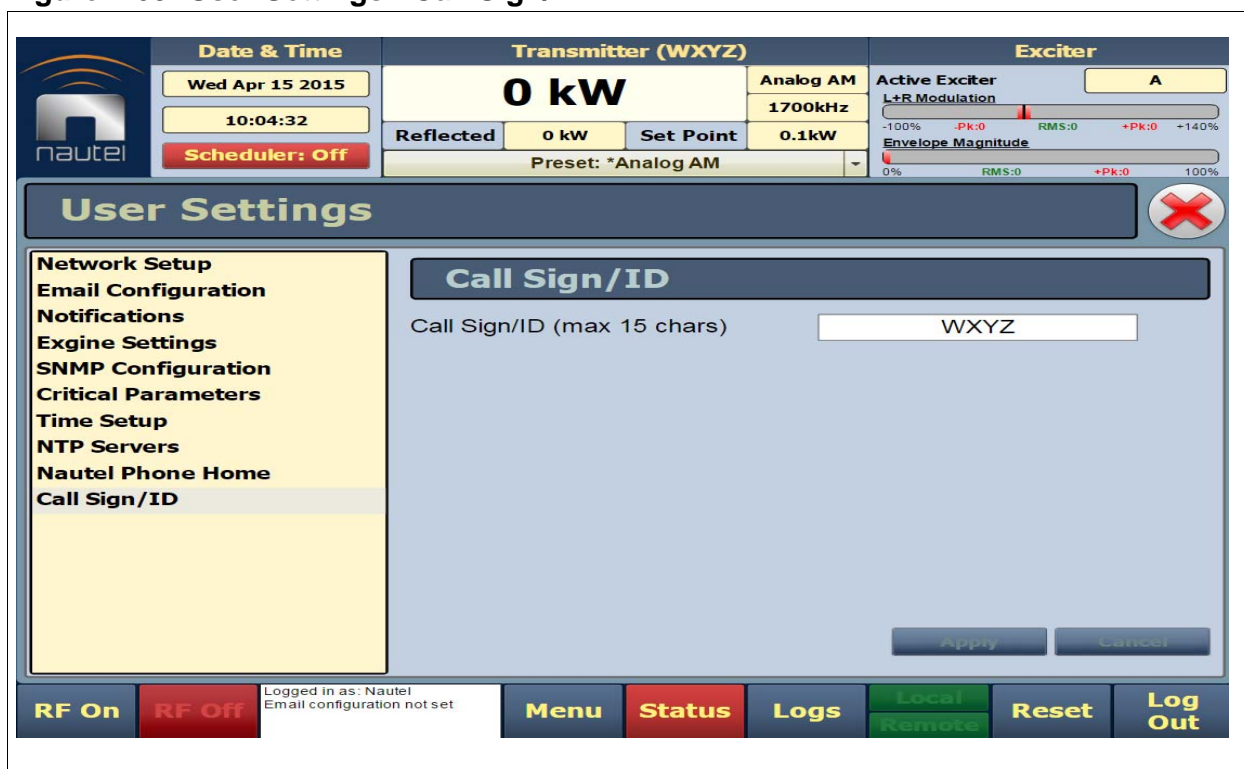 Date & Time
Transmitter (WXYZ)
Exciter
nautel
Wed Apr 15 2015
10:04:32
Scheduler: Off
0 kW
Analog AM
1700kHz
Reflected
0 kW
Set Point
0.1kW
Preset: *Analog AM
Active Exciter
A
L+R Modulation
-100% -Pk:0 RMS:0 +Pk:0 +140%
Envelope Magnitude
0% RMS:0 +Pk:0 100%
User Settings
Network Setup
Email Configuration
Notifications
Exgine Settings
SNMP Configuration
Critical Parameters
Time Setup
NTP Servers
Nautel Phone Home
Call Sign/ID
Call Sign/ID
Call Sign/ID (max 15 chars)
WXYZ
Apply
Cancel
RF On
RF Off
Logged in as: Nautel
Email configuration not set
Menu
Status
Logs
Local
Remote
Reset
Log
Out